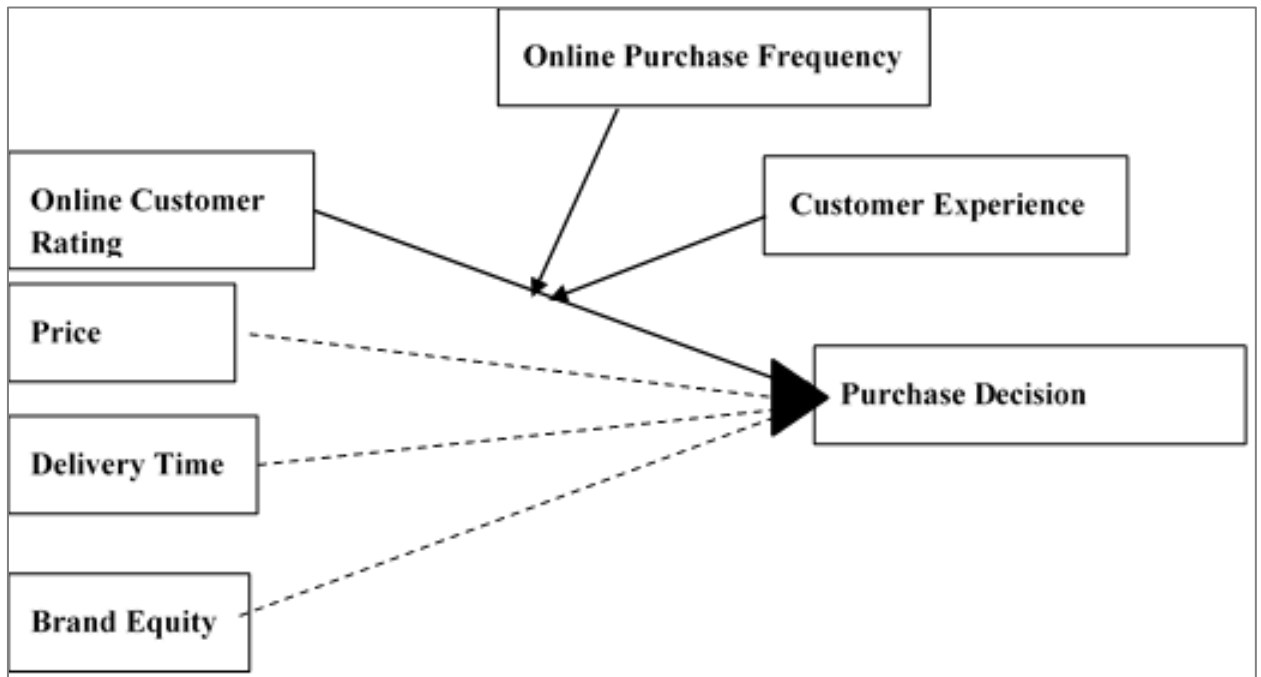 Online Purchase Frequency
Online Customer
Rating
Customer Experience
Price
Purchase Decision
Delivery Time
Brand Equity